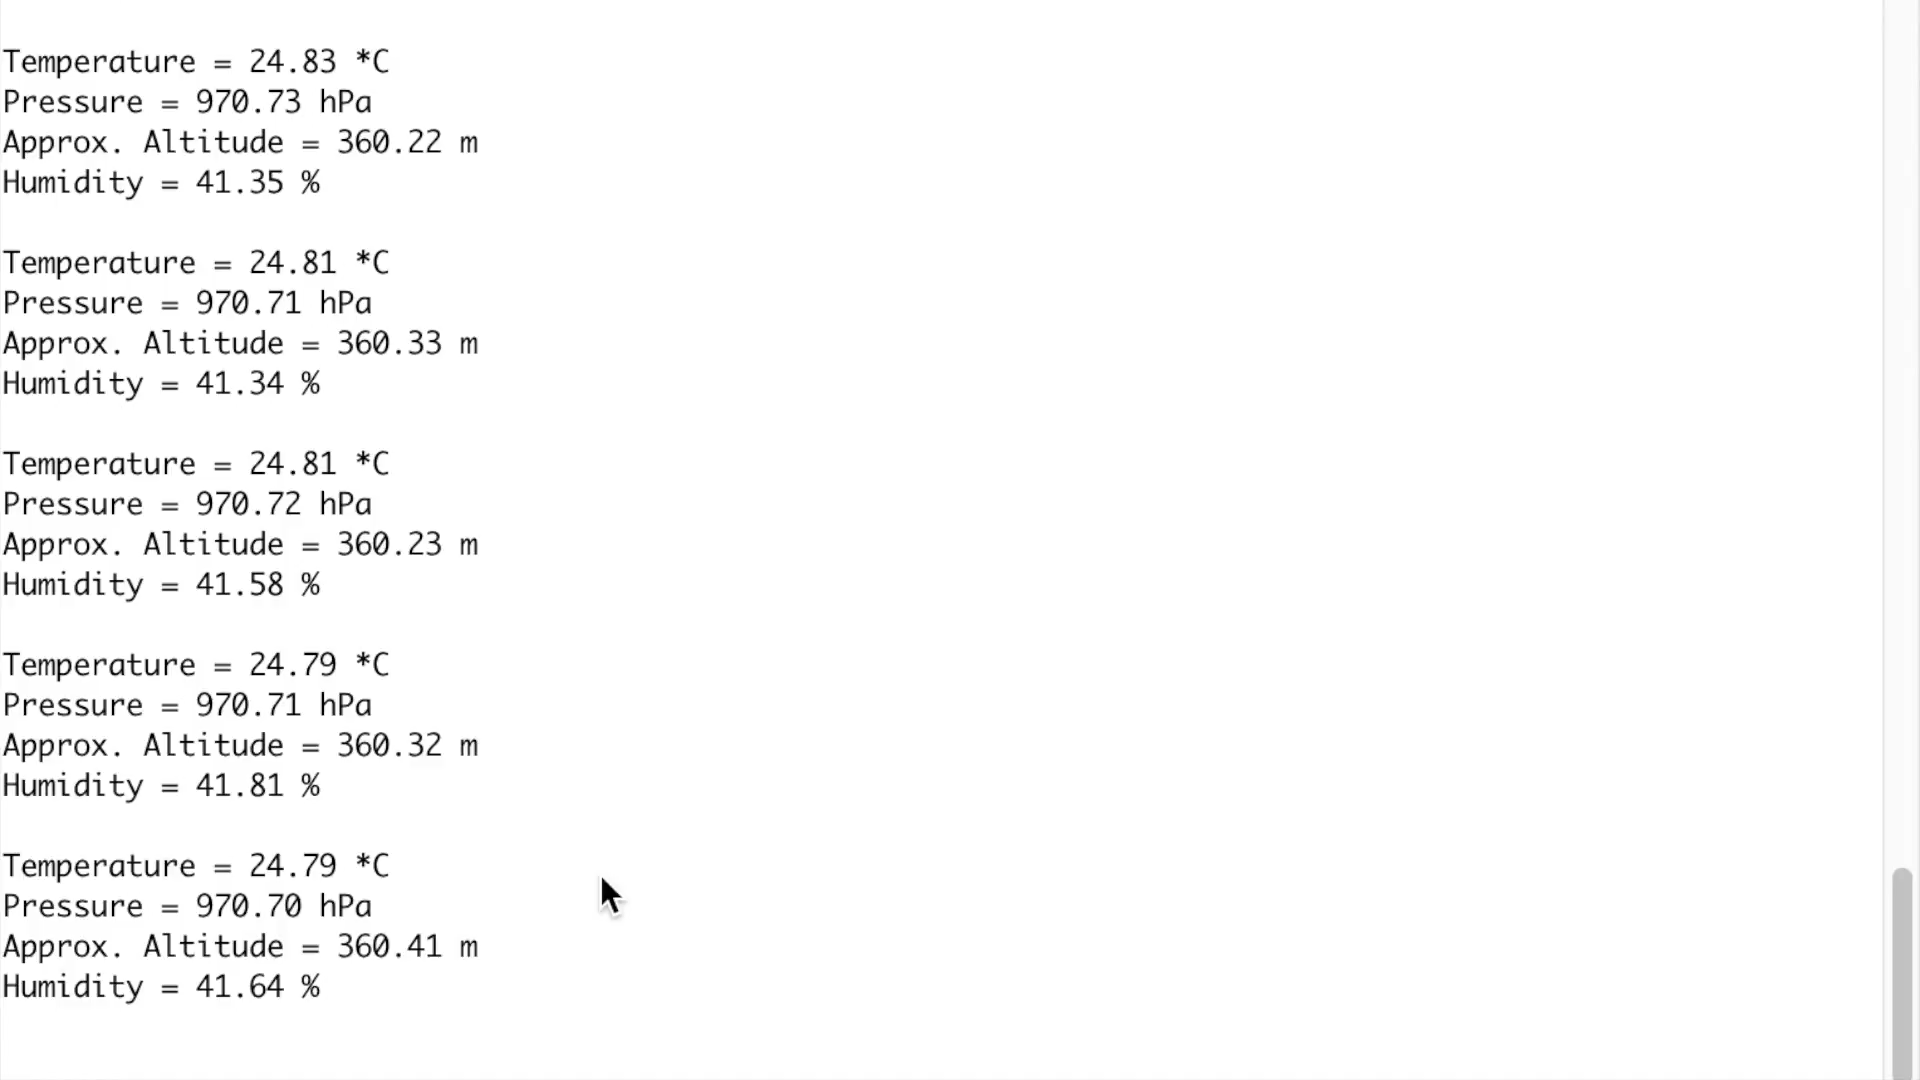 Temperature = 24.83 *C
Pressure = 970.73 hPa
Approx. Altitude = 360.22 m
Humidity = 41.35 %
Temperature = 24.81 *C
Pressure = 970.71 hPa
Approx. Altitude = 360.33 m
Humidity = 41.34 %
Temperature = 24.81 *C
Pressure = 970.72 hPa
Approx. Altitude = 360.23 m
Humidity = 41.58 %
Temperature = 24.79 *C
Pressure = 970.71 hPa
Approx. Altitude = 360.32 m
Humidity = 41.81 %
Temperature = 24.79 *C
Pressure = 970.70 hPa
Approx. Altitude = 360.41 m
Humidity = 41.64 %